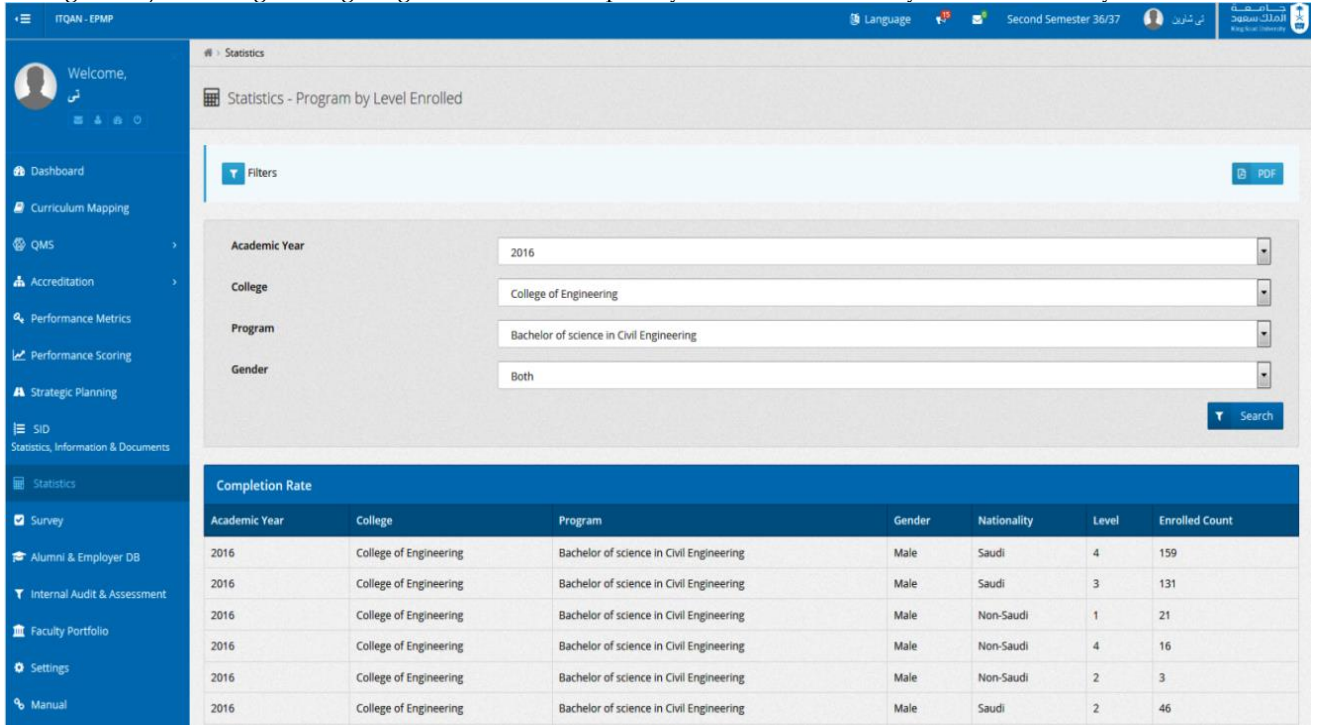 ITQAN - EPMP
Language
15
Second Semester 36/37
تى شارين
جــامــعــة
الملك سعود
King Saud University
Welcome,
تى
Statistics
Statistics - Program by Level Enrolled
Filters
PDF
Dashboard
Curriculum Mapping
QMS
Accreditation
Performance Metrics
Performance Scoring
Strategic Planning
SID
Statistics, Information & Documents
Statistics
Survey
Alumni & Employer DB
Internal Audit & Assessment
Faculty Portfolio
Settings
Manual
Academic Year 2016
College College of Engineering
Program Bachelor of science in Civil Engineering
Gender Both
Search
Completion Rate
Academic Year College Program Gender Nationality Level Enrolled Count
2016 College of Engineering Bachelor of science in Civil Engineering Male Saudi 4 159
2016 College of Engineering Bachelor of science in Civil Engineering Male Saudi 3 131
2016 College of Engineering Bachelor of science in Civil Engineering Male Non-Saudi 1 21
2016 College of Engineering Bachelor of science in Civil Engineering Male Non-Saudi 4 16
2016 College of Engineering Bachelor of science in Civil Engineering Male Non-Saudi 2 3
2016 College of Engineering Bachelor of science in Civil Engineering Male Saudi 2 46